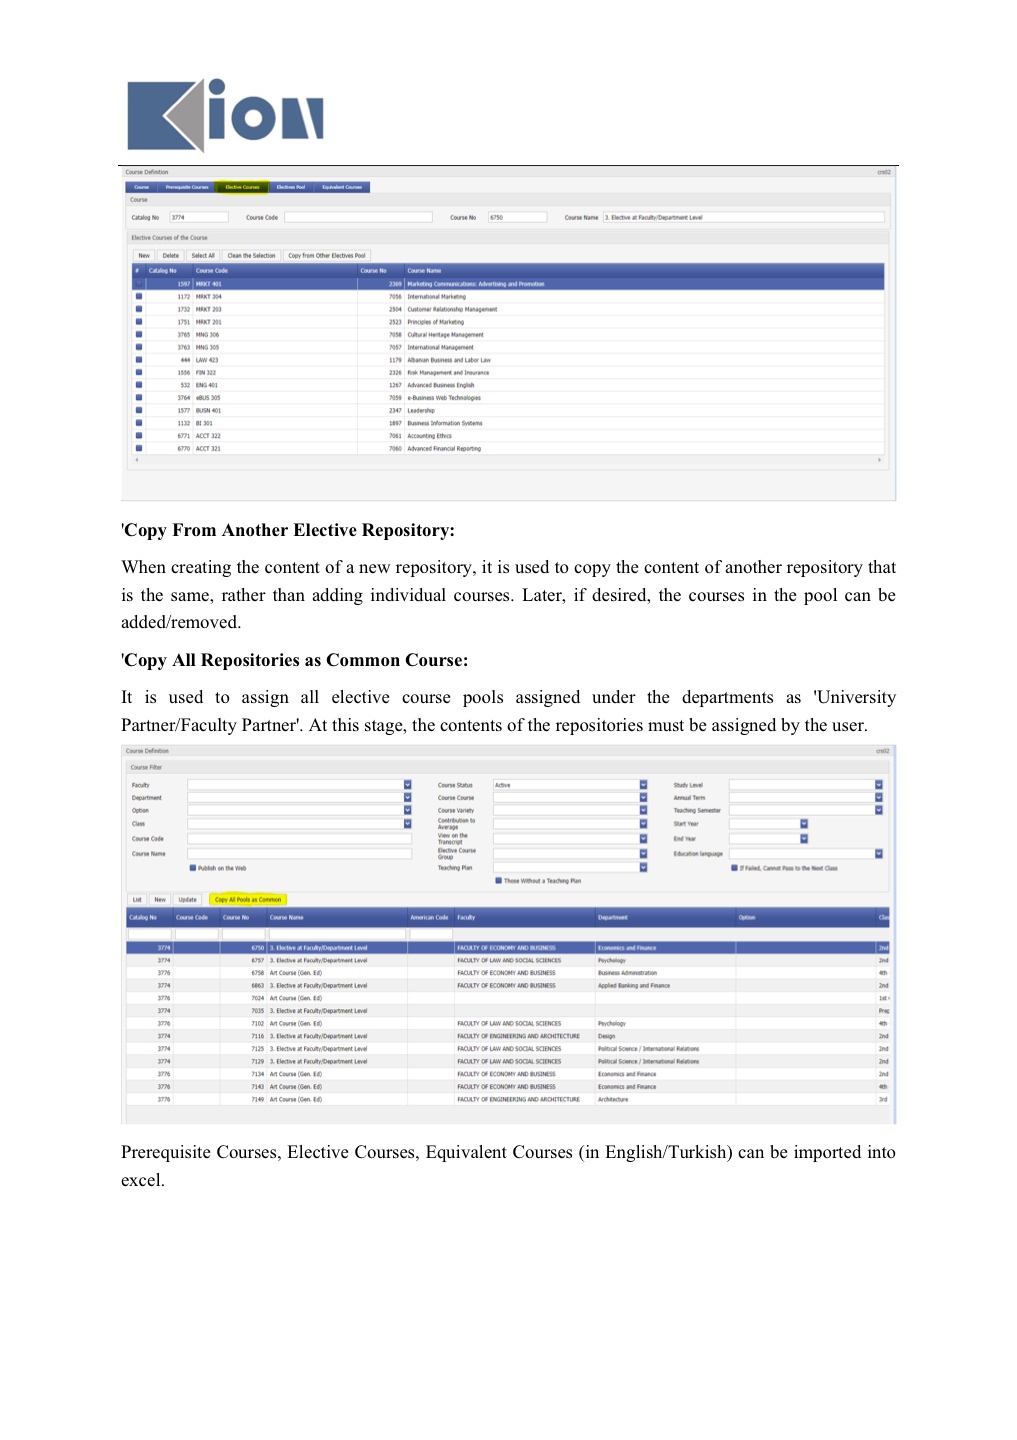 Kion
Course Definition crs02
Course Prerequisite Courses Elective Courses Electives Pool Equivalent Courses
Course
Catalog No 3774 Course Code Course No 6750 Course Name 3. Elective at Faculty/Department Level
Elective Courses of the Course
New Delete Select All Clean the Selection Copy from Other Electives Pool
# Catalog No Course Code Course No Course Name
1597 MRKT 401 2369 Marketing Communications: Advertising and Promotion
1172 MRKT 304 7056 International Marketing
1732 MRKT 203 2504 Customer Relationship Management
1751 MRKT 201 2523 Principles of Marketing
3765 MNG 306 7058 Cultural Heritage Management
3763 MNG 305 7057 International Management
444 LAW 423 1179 Albanian Business and Labor Law
1556 FIN 322 2326 Risk Management and Insurance
532 ENG 401 1267 Advanced Business English
3764 eBUS 305 7059 e-Business Web Technologies
1577 BUSN 401 2347 Leadership
1132 BI 301 1897 Business Information Systems
6771 ACCT 322 7061 Accounting Ethics
6770 ACCT 321 7060 Advanced Financial Reporting
'Copy From Another Elective Repository:
When creating the content of a new repository, it is used to copy the content of another repository that
is the same, rather than adding individual courses. Later, if desired, the courses in the pool can be
added/removed.
'Copy All Repositories as Common Course:
It is used to assign all elective course pools assigned under the departments as 'University
Partner/Faculty Partner'. At this stage, the contents of the repositories must be assigned by the user.
Course Definition crs02
Course Filter
Faculty Course Status Active Study Level
Department Course Course Annual Term
Option Course Variety Teaching Semester
Class Contribution to Average Start Year
Course Code View on the Transcript End Year
Course Name Elective Course Group Education language
Publish on the Web Teaching Plan If Failed, Cannot Pass to the Next Class
Those Without a Teaching Plan
List New Update Copy All Pools as Common
Catalog No Course Code Course No Course Name American Code Faculty Department Option Clas
3774 6750 3. Elective at Faculty/Department Level FACULTY OF ECONOMY AND BUSINESS Economics and Finance 2nd
3774 6757 3. Elective at Faculty/Department Level FACULTY OF LAW AND SOCIAL SCIENCES Psychology 2nd
3776 6758 Art Course (Gen. Ed) FACULTY OF ECONOMY AND BUSINESS Business Administration 4th
3774 6863 3. Elective at Faculty/Department Level FACULTY OF ECONOMY AND BUSINESS Applied Banking and Finance 2nd
3776 7024 Art Course (Gen. Ed) 1st
3774 7035 3. Elective at Faculty/Department Level Prep
3776 7102 Art Course (Gen. Ed) FACULTY OF LAW AND SOCIAL SCIENCES Psychology 4th
3774 7116 3. Elective at Faculty/Department Level FACULTY OF ENGINEERING AND ARCHITECTURE Design 2nd
3774 7125 3. Elective at Faculty/Department Level FACULTY OF LAW AND SOCIAL SCIENCES Political Science / International Relations 2nd
3774 7129 3. Elective at Faculty/Department Level FACULTY OF LAW AND SOCIAL SCIENCES Political Science / International Relations 2nd
3776 7134 Art Course (Gen. Ed) FACULTY OF ECONOMY AND BUSINESS Economics and Finance 2nd
3776 7143 Art Course (Gen. Ed) FACULTY OF ECONOMY AND BUSINESS Economics and Finance 4th
3776 7149 Art Course (Gen. Ed) FACULTY OF ENGINEERING AND ARCHITECTURE Architecture 3rd
Prerequisite Courses, Elective Courses, Equivalent Courses (in English/Turkish) can be imported into
excel.